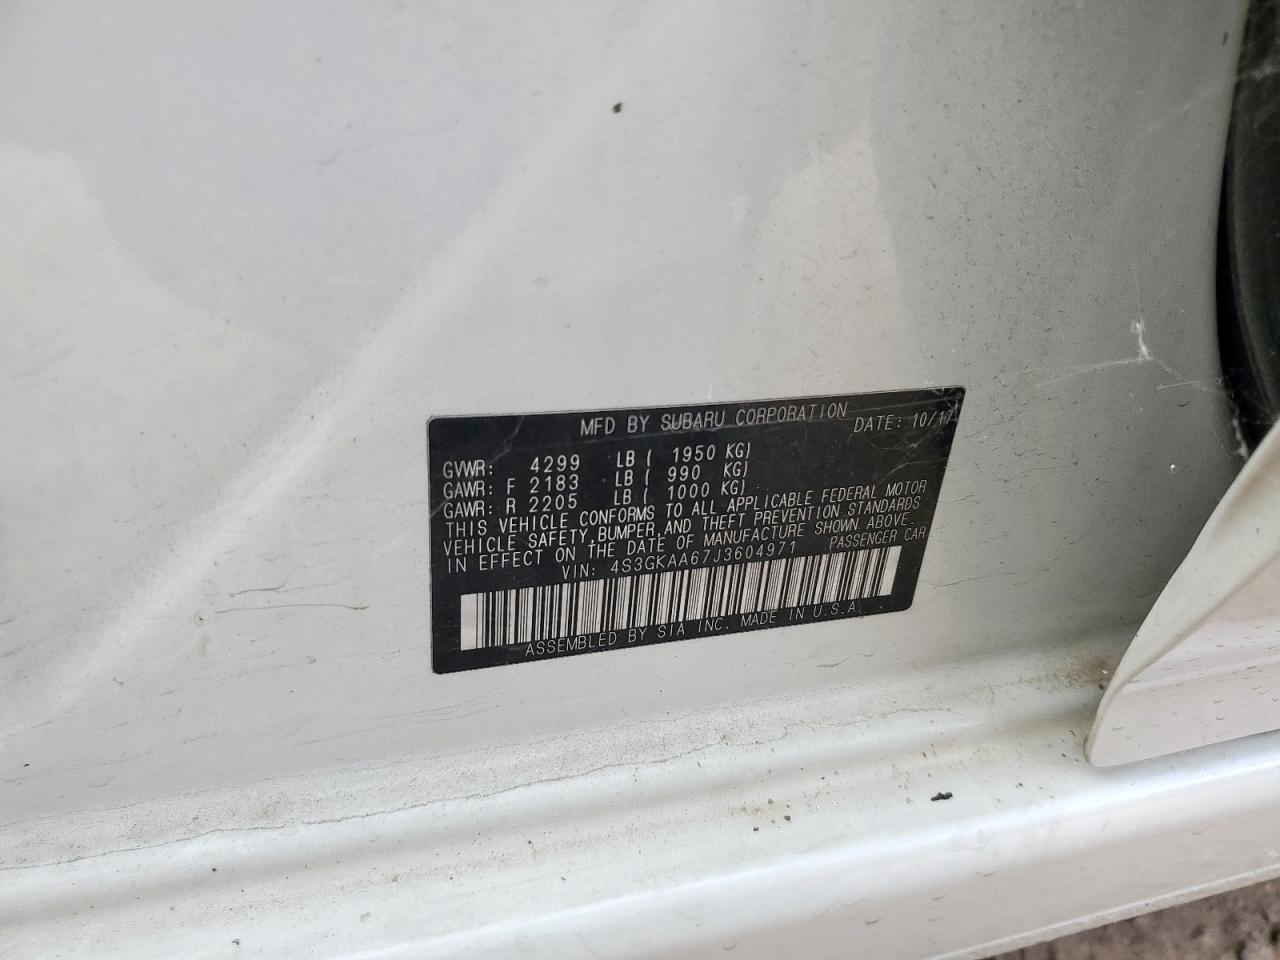 MFD BY SUBARU CORPORATION
DATE: 10/17
GVWR: 4299 LB ( 1950 KG)
GAWR: F 2183 LB ( 990 KG)
GAWR: R 2205 LB ( 1000 KG)
THIS VEHICLE CONFORMS TO ALL APPLICABLE FEDERAL MOTOR
VEHICLE SAFETY,BUMPER,AND THEFT PREVENTION STANDARDS
IN EFFECT ON THE DATE OF MANUFACTURE SHOWN ABOVE.
VIN: 4S3GKAA67J3604971 PASSENGER CAR
ASSEMBLED BY SIA INC. MADE IN U.S.A.